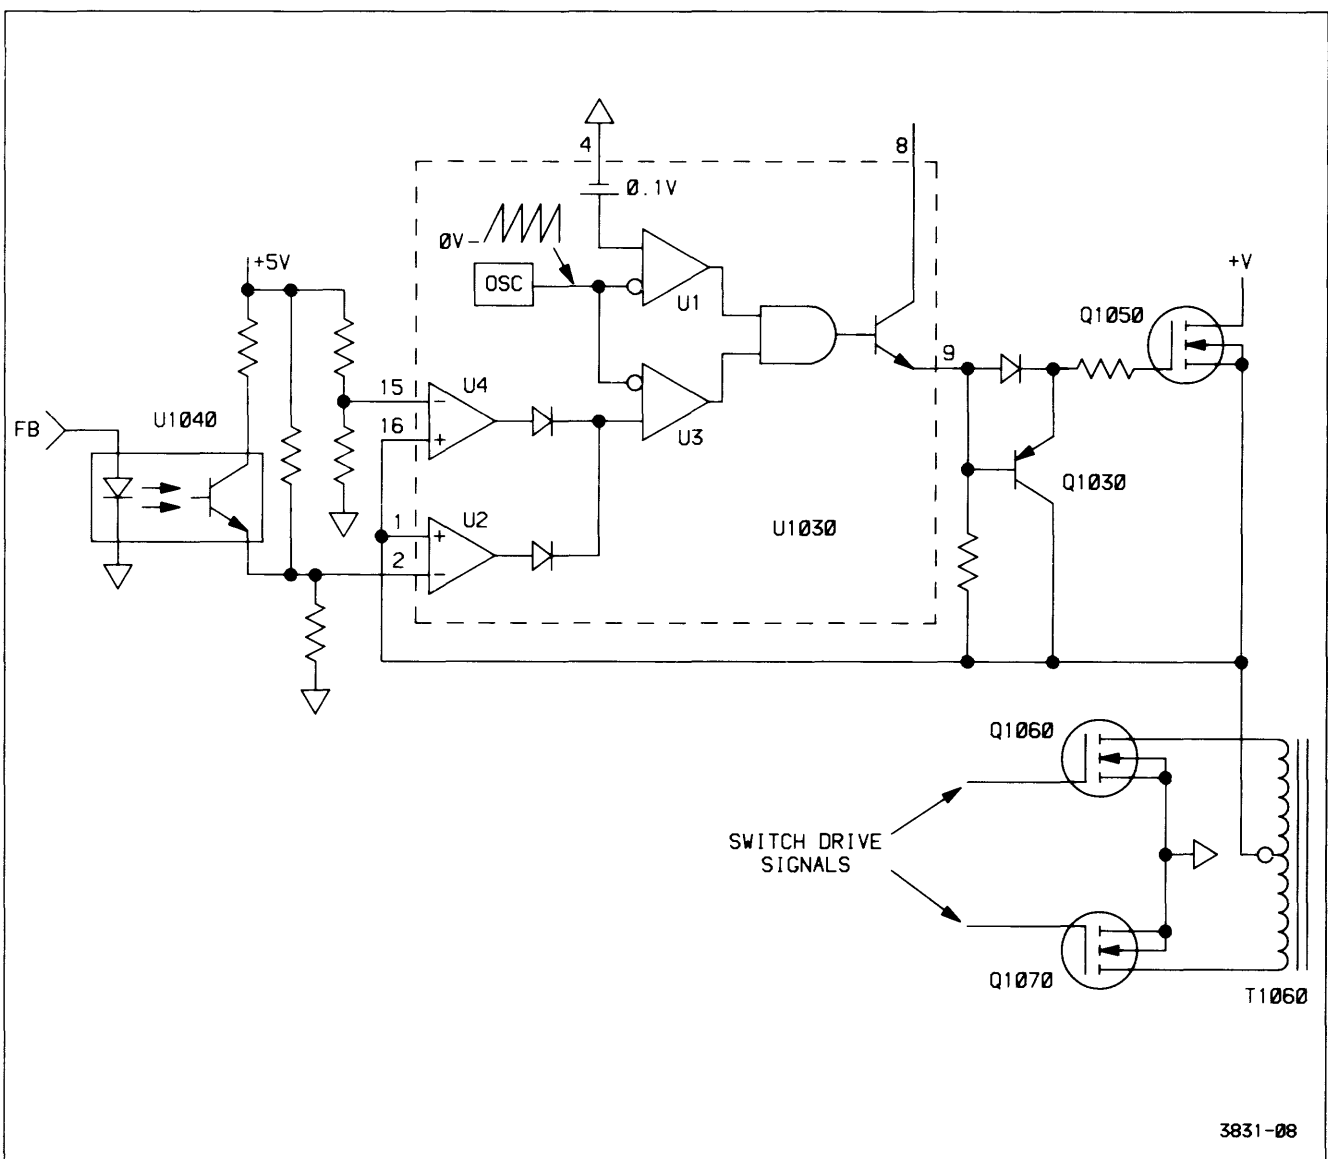 4
8
0.1V
0V-
+5V
OSC
U1
+V
Q1050
9
15
U4
FB
U1040
16
U3
Q1030
1
U2
U1030
2
Q1060
SWITCH DRIVE
SIGNALS
Q1070
T1060
3831-08